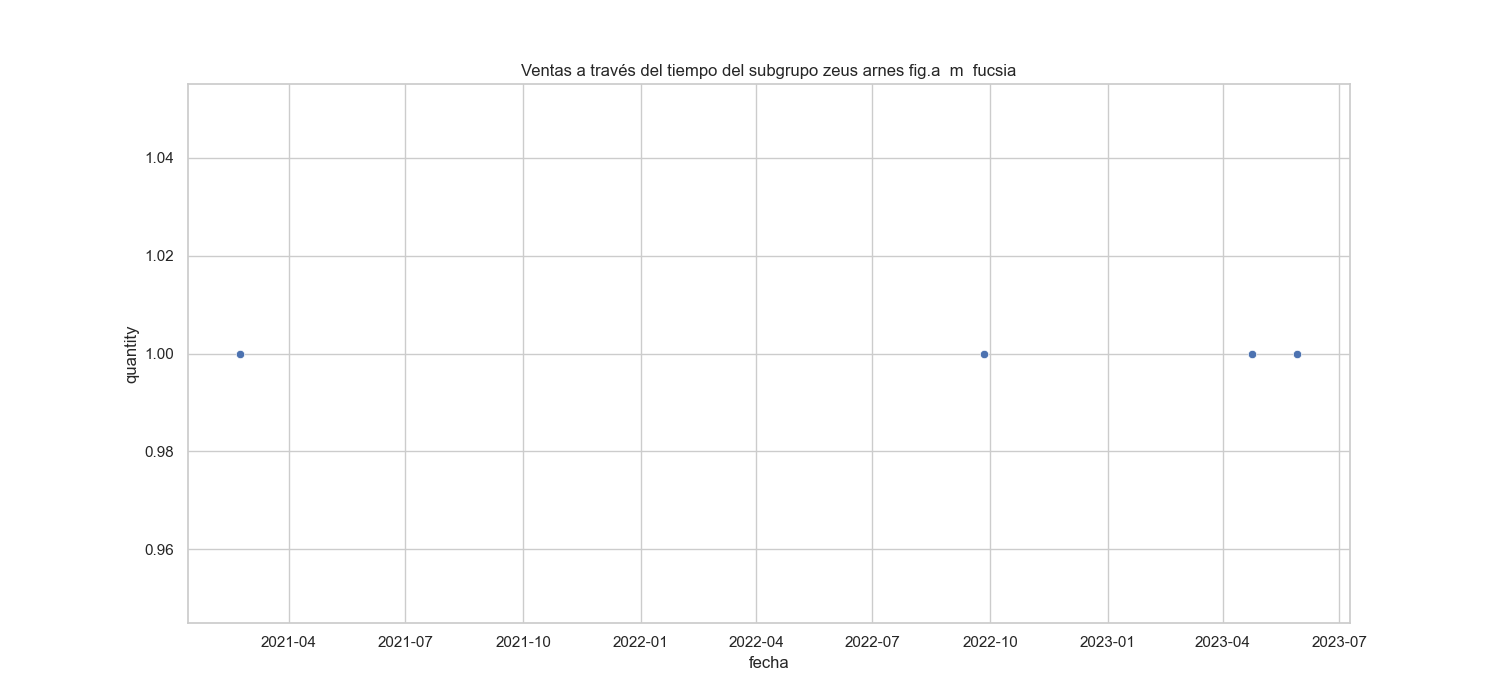 Ventas a través del tiempo del subgrupo zeus arnes fig.a  m  fucsia
1.04
1.02
1.00
0.98
0.96
quantity
2021-04 2021-07 2021-10 2022-01 2022-04 2022-07 2022-10 2023-01 2023-04 2023-07
fecha